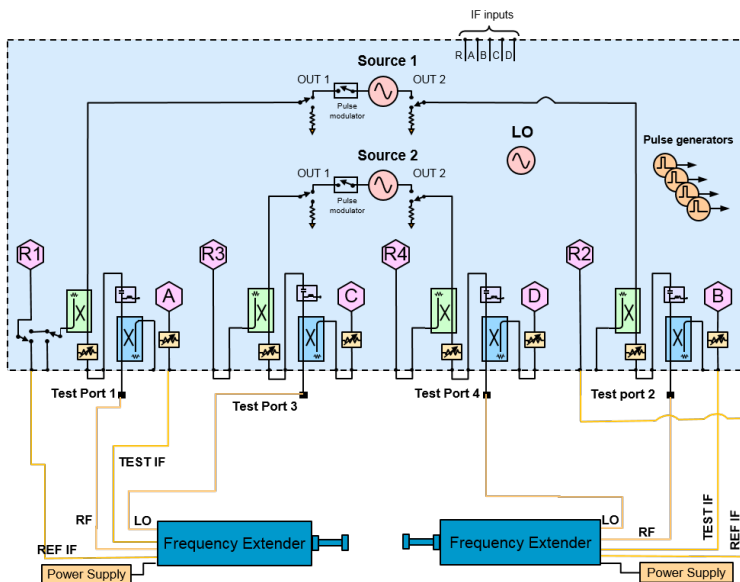 IF inputs
R A B C D
Source 1
OUT 1
OUT 2
Pulse
modulator
LO
Source 2
OUT 1
OUT 2
Pulse
modulator
Pulse generators
R1
R3
R4
R2
A
C
D
B
Test Port 1
Test Port 3
Test Port 4
Test port 2
TEST IF
RF
LO
REF IF
Frequency Extender
Power Supply
LO
RF
TEST IF
REF IF
Frequency Extender
Power Supply